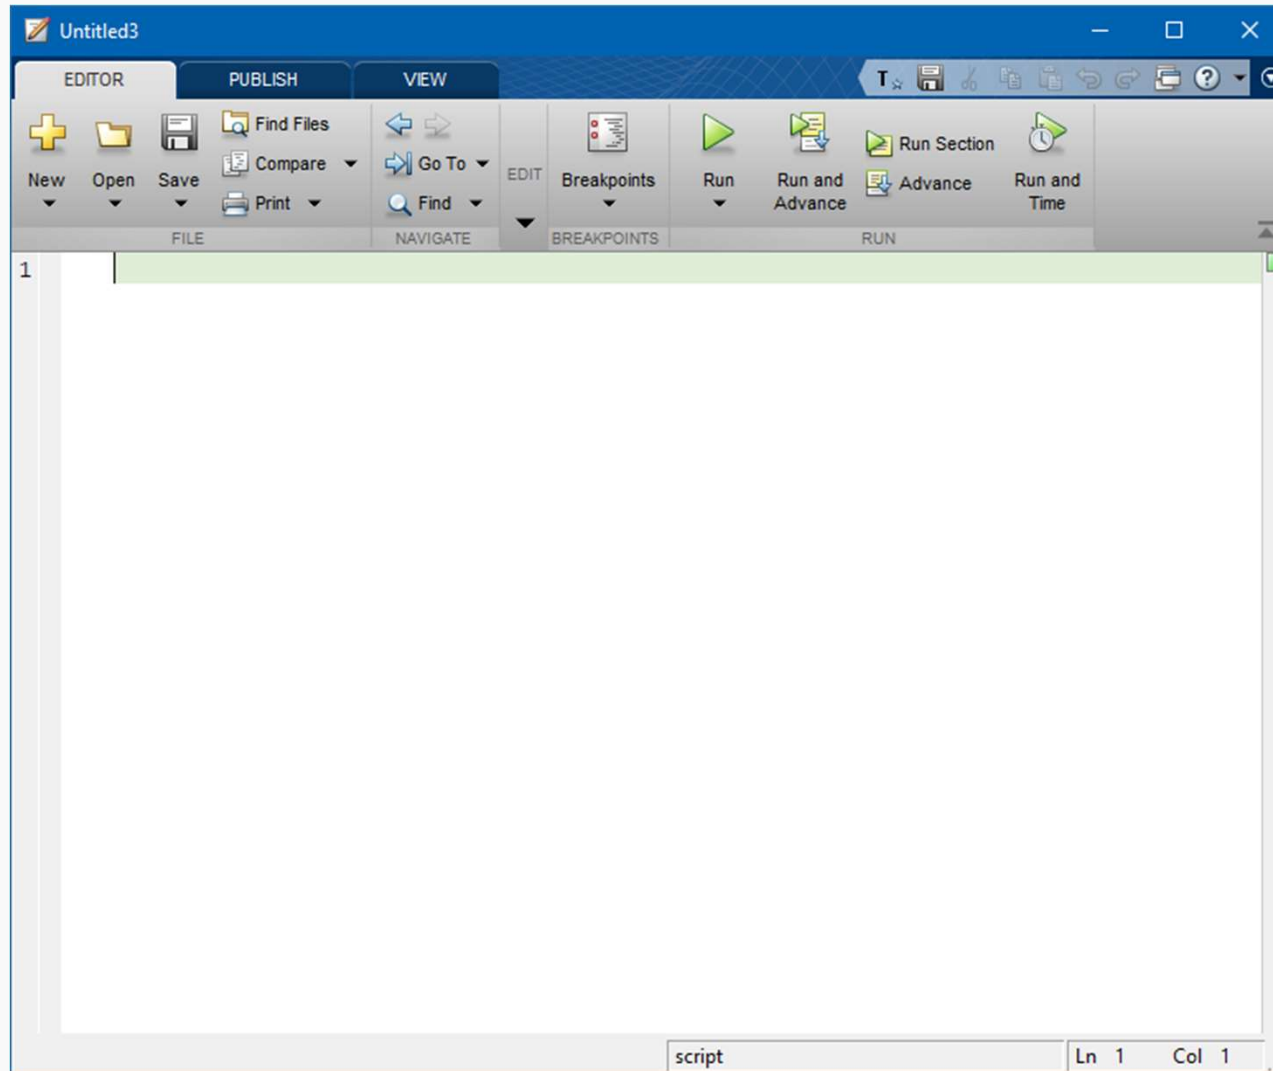 Untitled3
EDITOR PUBLISH VIEW
T
New Open Save
Find Files
Compare
Print
FILE
Go To
Find
NAVIGATE
EDIT
Breakpoints
BREAKPOINTS
Run
Run and
Advance
Run Section
Advance
Run and
Time
RUN
1
script Ln 1 Col 1